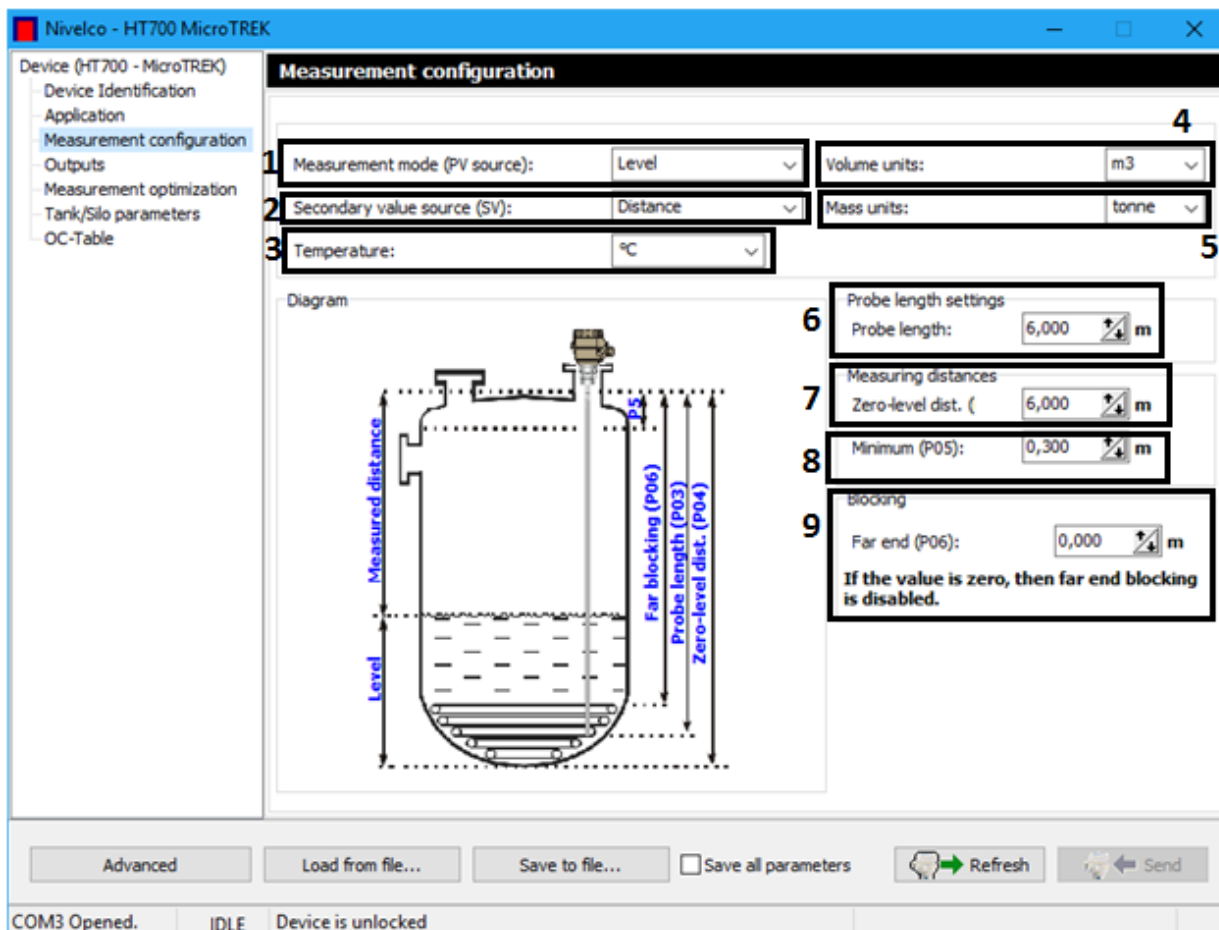 Nivelco - HT700 MicroTREK
Device (HT700 - MicroTREK)
Device Identification
Application
Measurement configuration
Outputs
Measurement optimization
Tank/Silo parameters
OC-Table
Measurement configuration
1 Measurement mode (PV source): Level
4
Volume units: m3
2 Secondary value source (SV): Distance
Mass units: tonne
5
3 Temperature: ºC
Diagram
P5
Measured distance
Level
Far blocking (P06)
Probe length (P03)
Zero-level dist. (P04)
6
Probe length settings
Probe length: 6,000 m
7
Measuring distances
Zero-level dist. ( 6,000 m
8 Minimum (P05): 0,300 m
9
Blocking
Far end (P06): 0,000 m
If the value is zero, then far end blocking
is disabled.
Advanced
Load from file...
Save to file...
Save all parameters
Refresh
Send
COM3 Opened.
IDLE
Device is unlocked